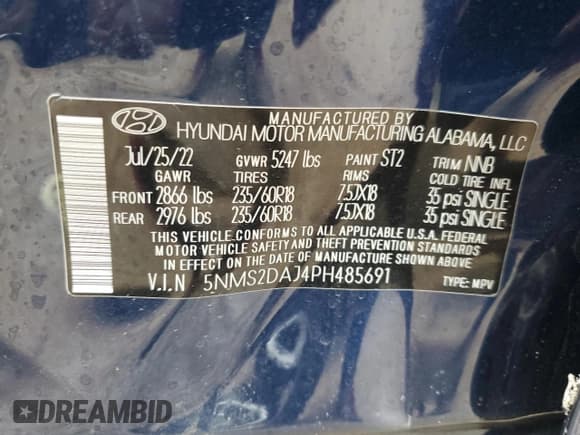 MANUFACTURED BY
HYUNDAI MOTOR MANUFACTURING ALABAMA, LLC
Jul/25/22 GVWR 5247 lbs PAINT ST2 TRIM NNB
GAWR TIRES RIMS COLD TIRE INFL
FRONT 2866 lbs 235/60R18 7.5JX18 35 psi SINGLE
REAR 2976 lbs 235/60R18 7.5JX18 35 psi SINGLE
THIS VEHICLE CONFORMS TO ALL APPLICABLE U.S.A. FEDERAL
MOTOR VEHICLE SAFETY AND THEFT PREVENTION STANDARDS
IN EFFECT ON THE DATE OF MANUFACTURE SHOWN ABOVE
V.I.N 5NMS2DAJ4PH485691 TYPE: MPV
DREAMBID